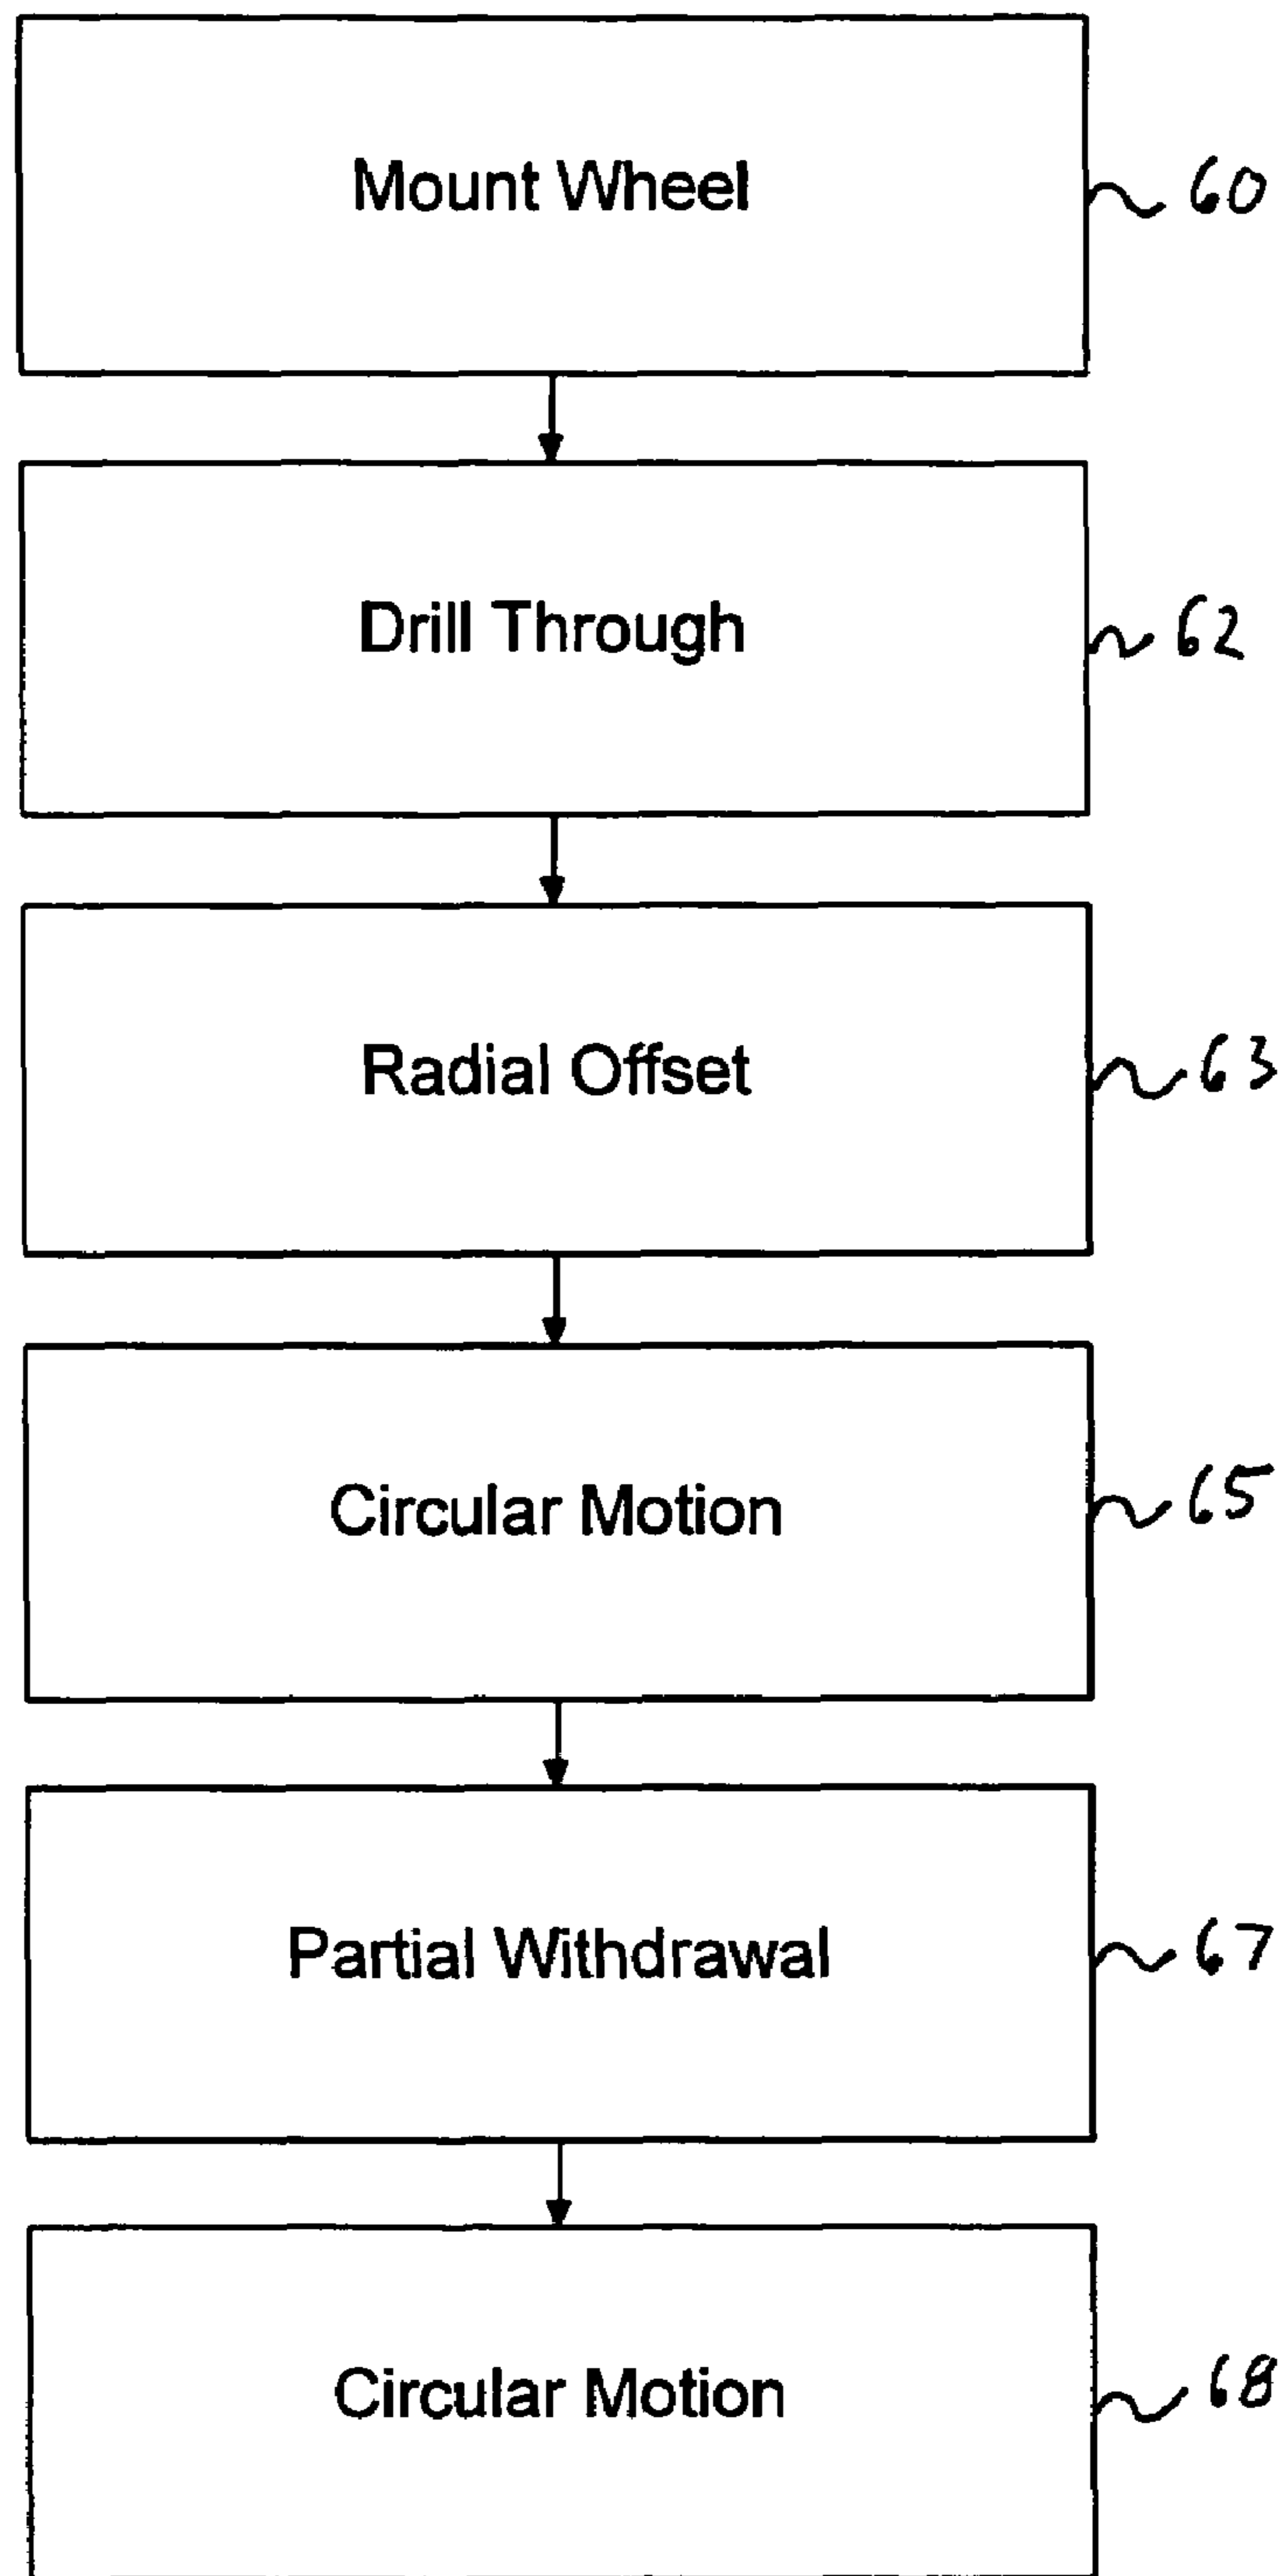 Mount Wheel 60
Drill Through 62
Radial Offset 63
Circular Motion 65
Partial Withdrawal 67
Circular Motion 68